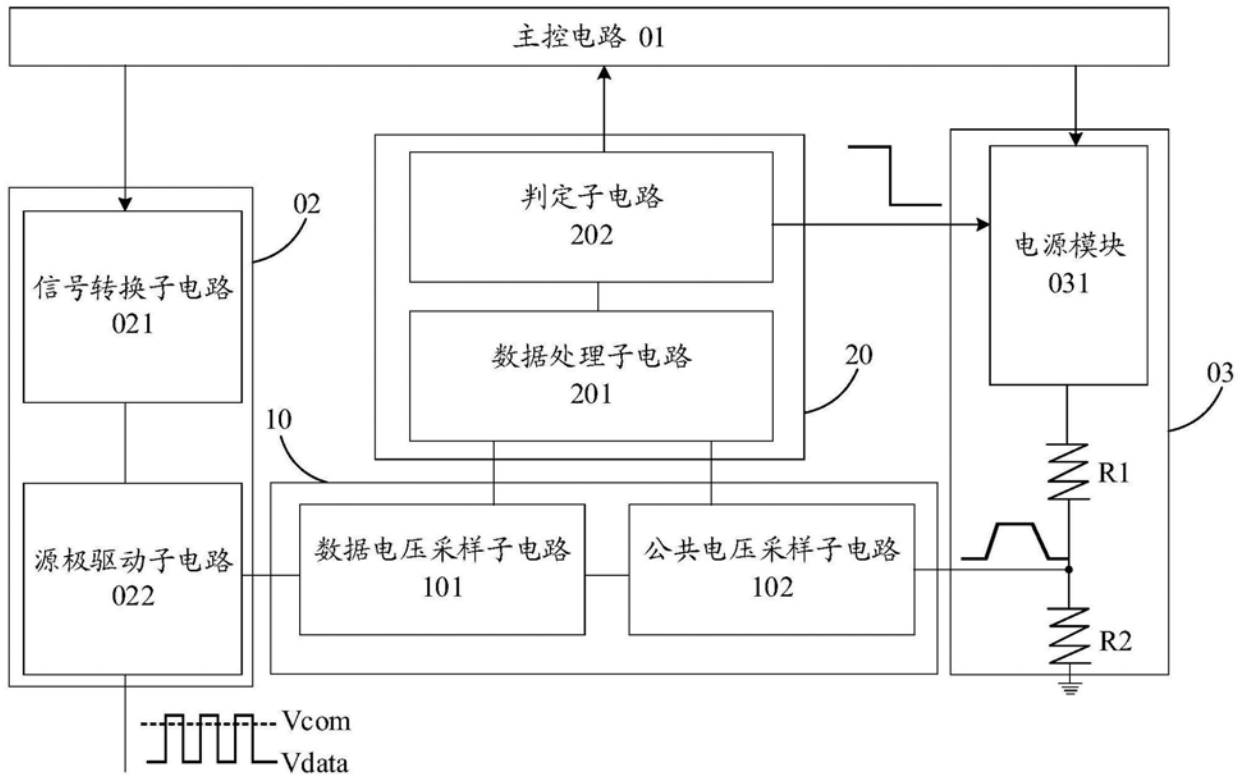 主控电路 01
判定子电路
202
电源模块
031
02
信号转换子电路
021
数据处理子电路
201
20
03
10
R1
源极驱动子电路
022
数据电压采样子电路
101
公共电压采样子电路
102
R2
Vcom
Vdata